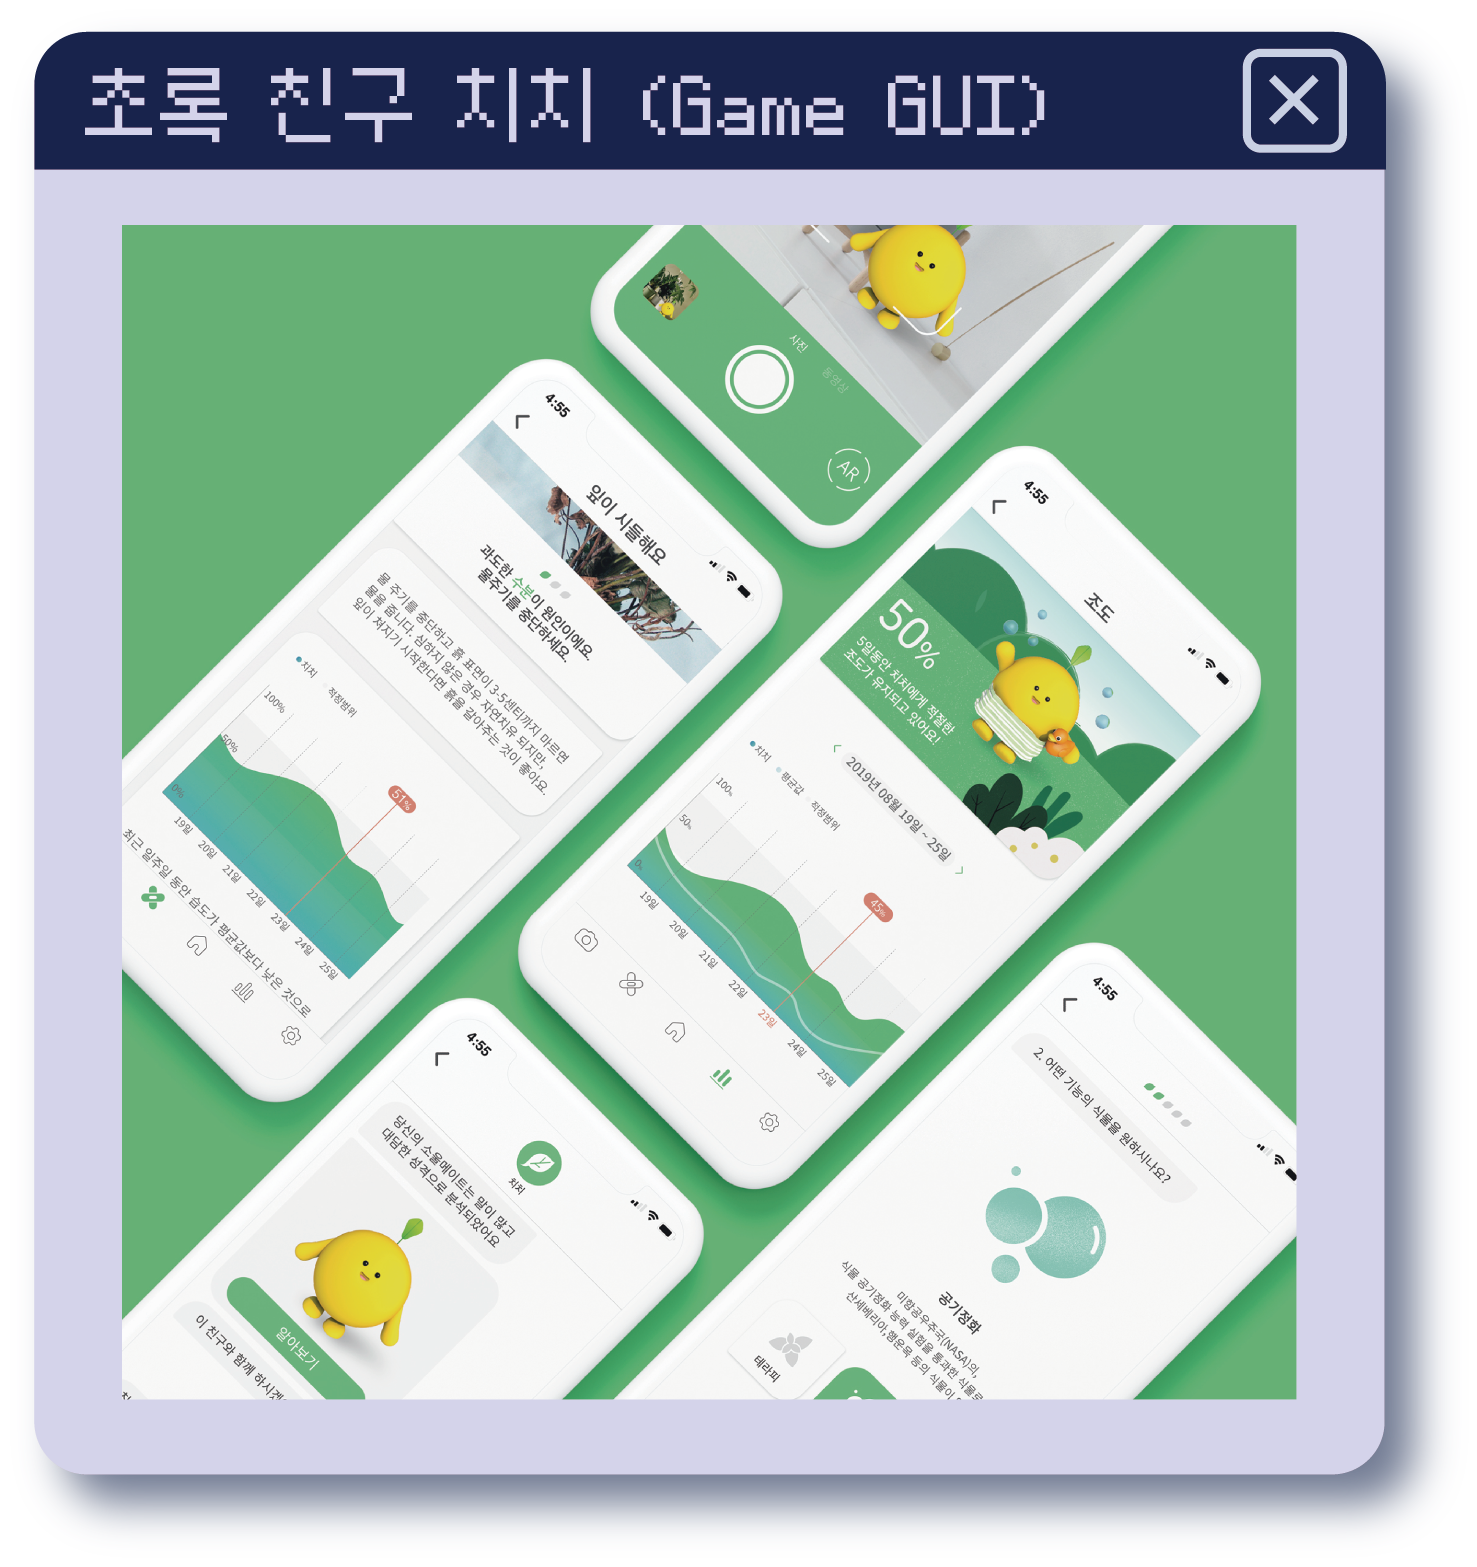 초록 친구 치치 (Game GUI)
사진
동영상
AR
4:55
잎이 시들해요
과도한 수분이 원인이에요.
물주기를 중단하세요.
물 주기를 중단하고 흙 표면이 3-5센티까지 마르면
물을 줍니다. 심하지 않은 경우 자연치유 되지만,
잎이 쳐지기 시작한다면 흙을 갈아주는 것이 좋아요.
치치
적정범위
100%
50%
0%
51%
19일
20일
21일
22일
23일
24일
25일
최근 일주일 동안 습도가 평균값보다 낮은 것으로
4:55
조도
50%
5일동안 치치에게 적절한
조도가 유지되고 있어요!
2019년 08월 19일 ~ 25일
치치
평균값
적정범위
100%
50%
0%
45%
19일
20일
21일
22일
23일
24일
25일
4:55
치치
당신의 소울메이트는 말이 많고
대담한 성격으로 분석되었어요
알아보기
이 친구와 함께 하시겠
4:55
2. 어떤 기능의 식물을 원하시나요?
공기정화
미항공우주국(NASA)의,
식물 공기정화 능력 실험을 통과한 식물로
산세베리아,행운목 등의 식물이
테라피